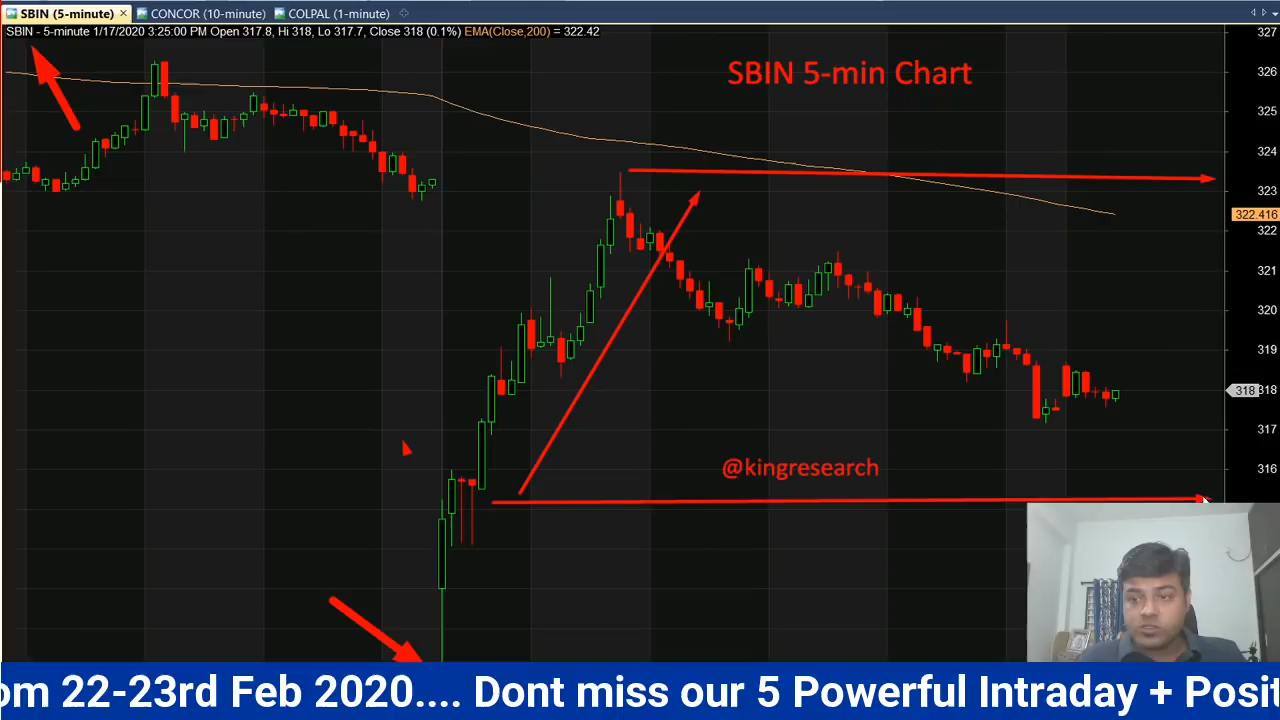 SBIN (5-minute) × CONCOR (10-minute) COLPAL (1-minute)
SBIN - 5-minute 1/17/2020 3:25:00 PM Open 317.8, Hi 318, Lo 317.7, Close 318 (0.1%) EMA(Close,200) = 322.42
SBIN 5-min Chart
327
326
325
324
323
322.416
322
321
320
319
318 318
317
316
@kingresearch
om 22-23rd Feb 2020.... Dont miss our 5 Powerful Intraday + Posit